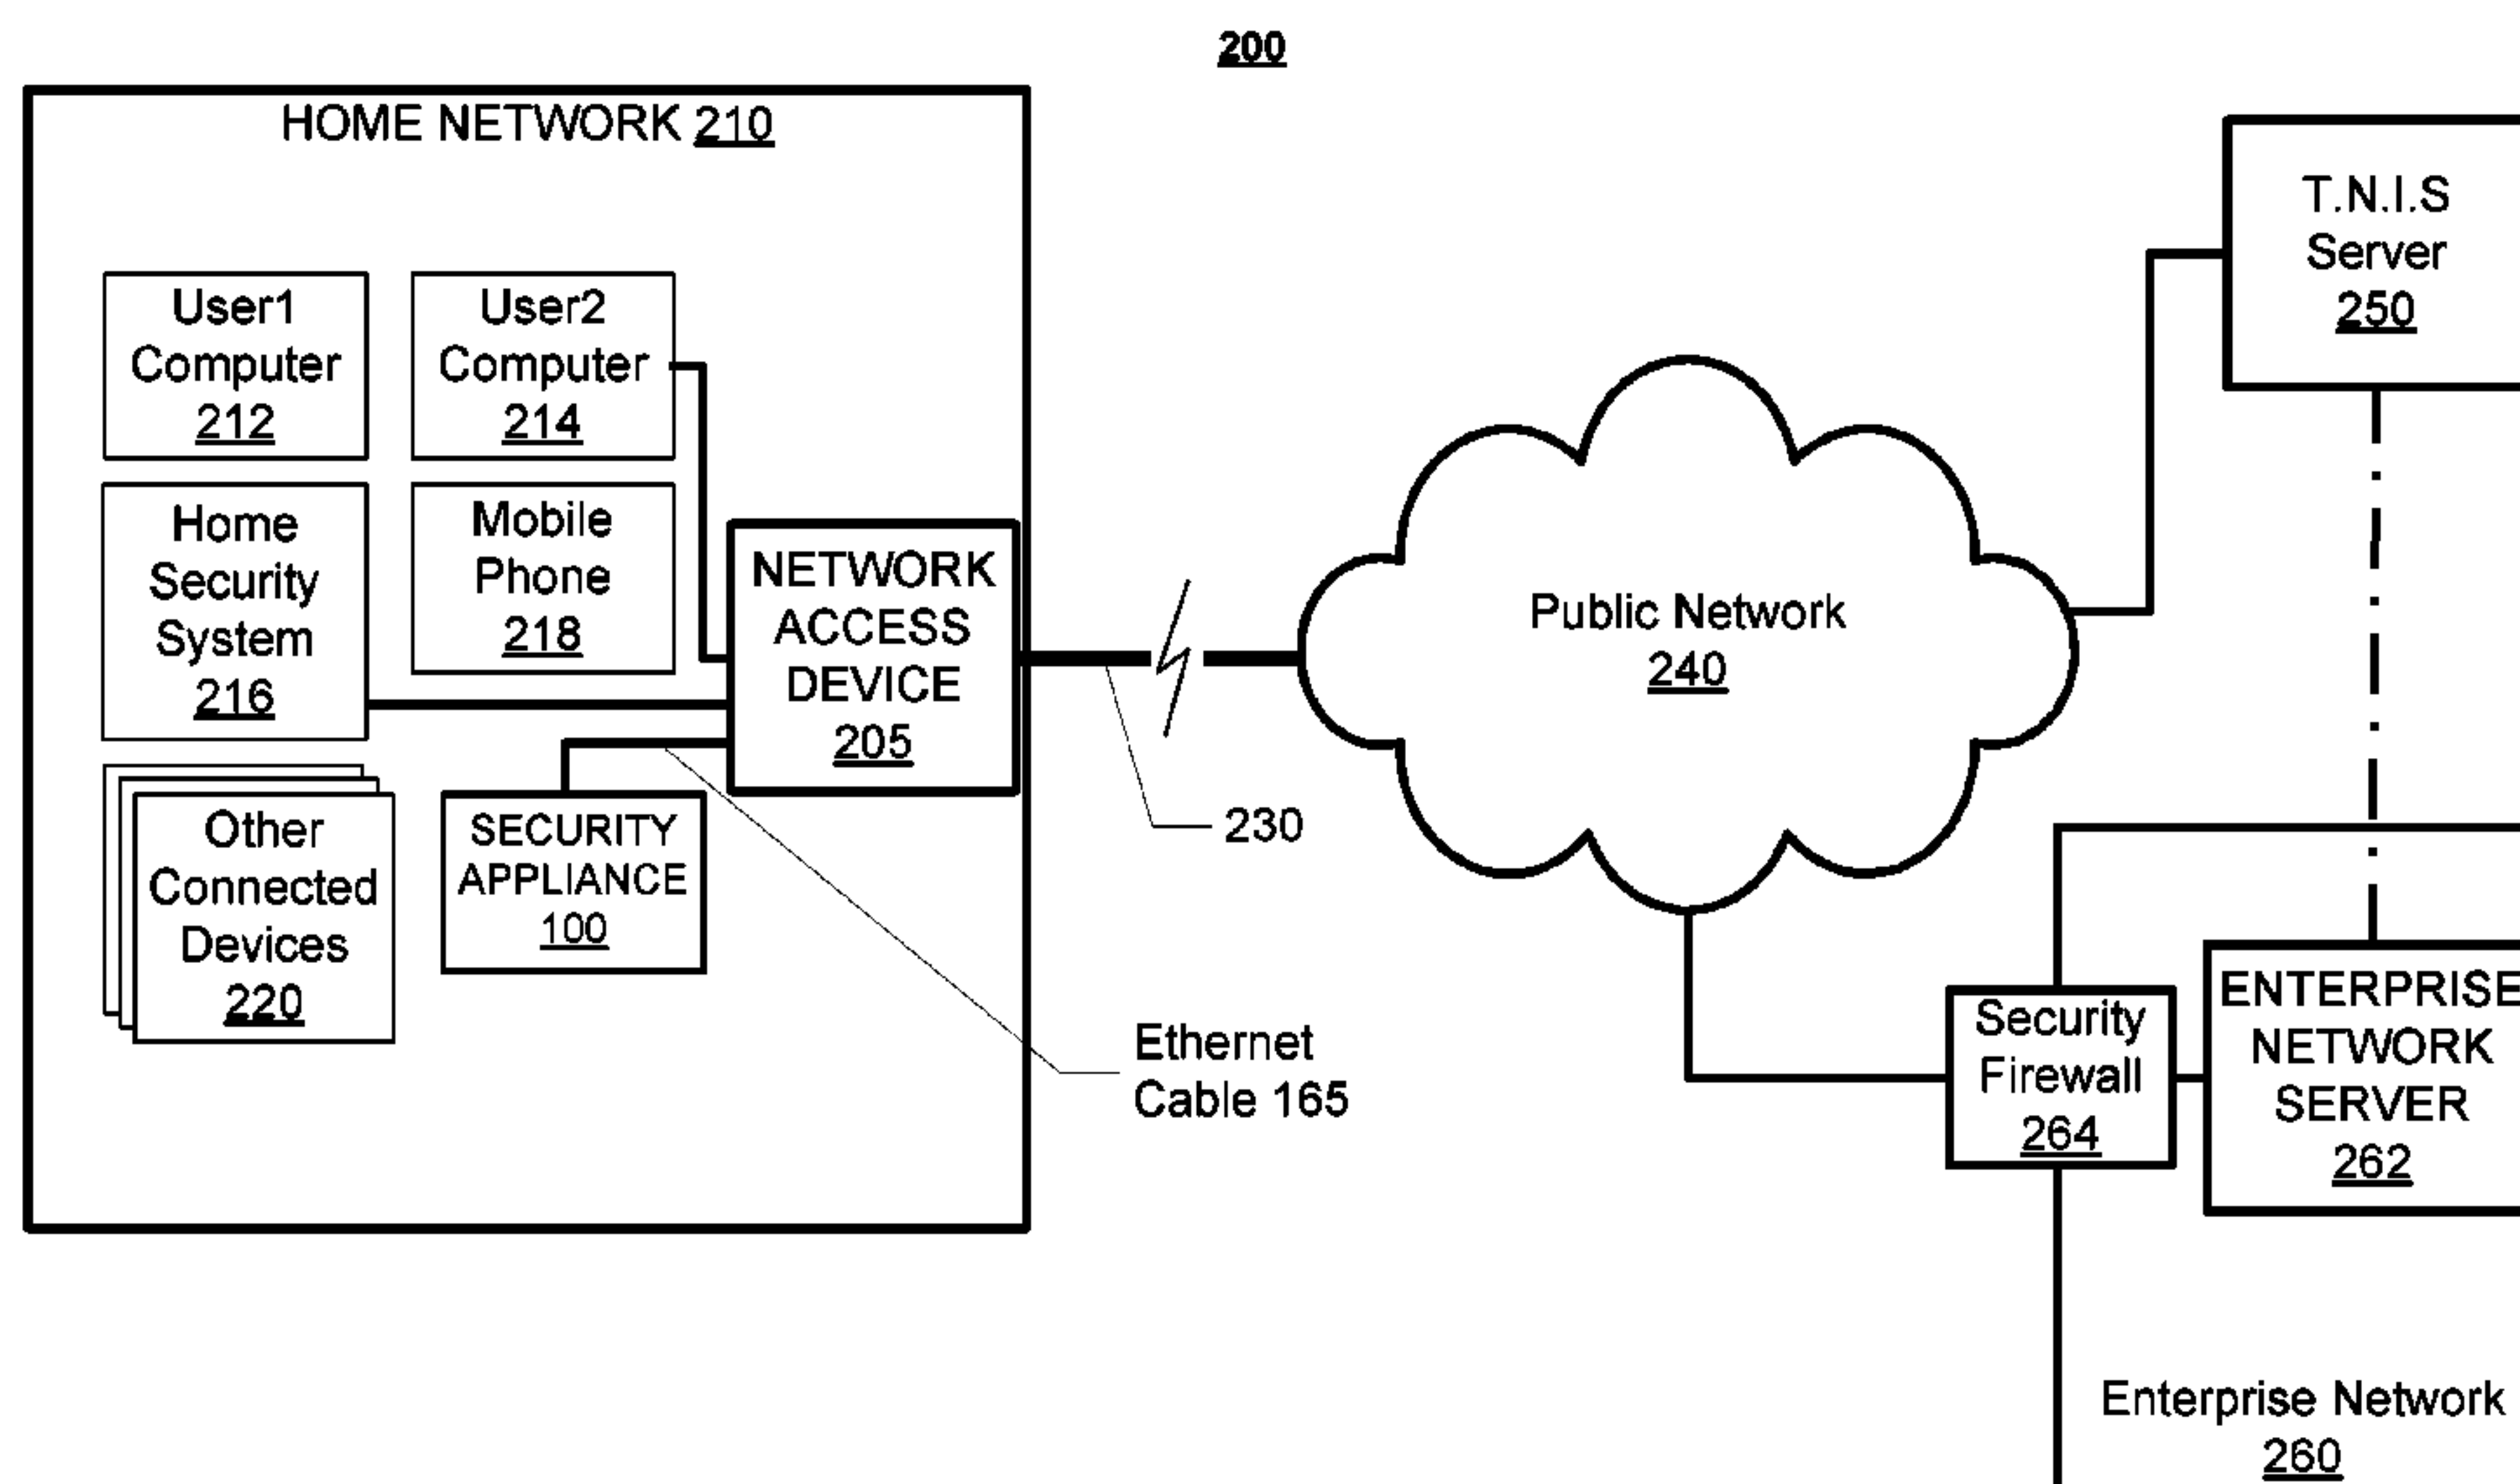 200
HOME NETWORK 210
User1
Computer
212
User2
Computer
214
Home
Security
System
216
Mobile
Phone
218
NETWORK
ACCESS
DEVICE
205
Other
Connected
Devices
220
SECURITY
APPLIANCE
100
230
Ethernet
Cable 165
Public Network
240
T.N.I.S
Server
250
Security
Firewall
264
ENTERPRISE
NETWORK
SERVER
262
Enterprise Network
260